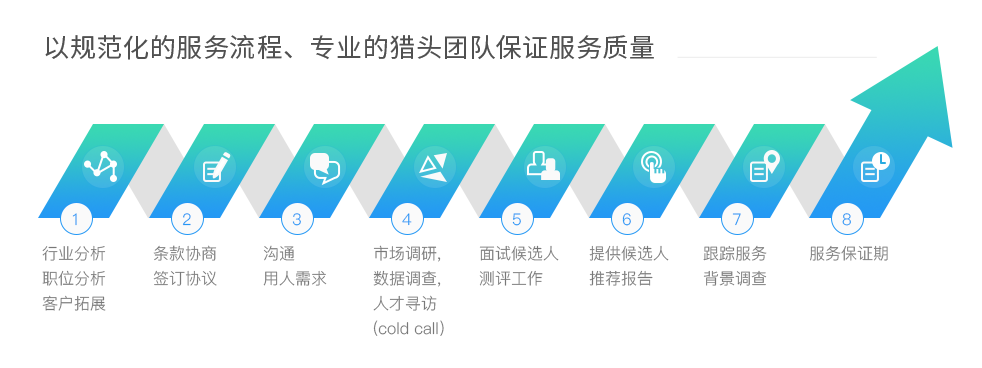 以规范化的服务流程、专业的猎头团队保证服务质量
1
行业分析
职位分析
客户拓展
2
条款协商
签订协议
3
沟通
用人需求
4
市场调研,
数据调查,
人才寻访
(cold call)
5
面试候选人
测评工作
6
提供候选人
推荐报告
7
跟踪服务
背景调查
8
服务保证期